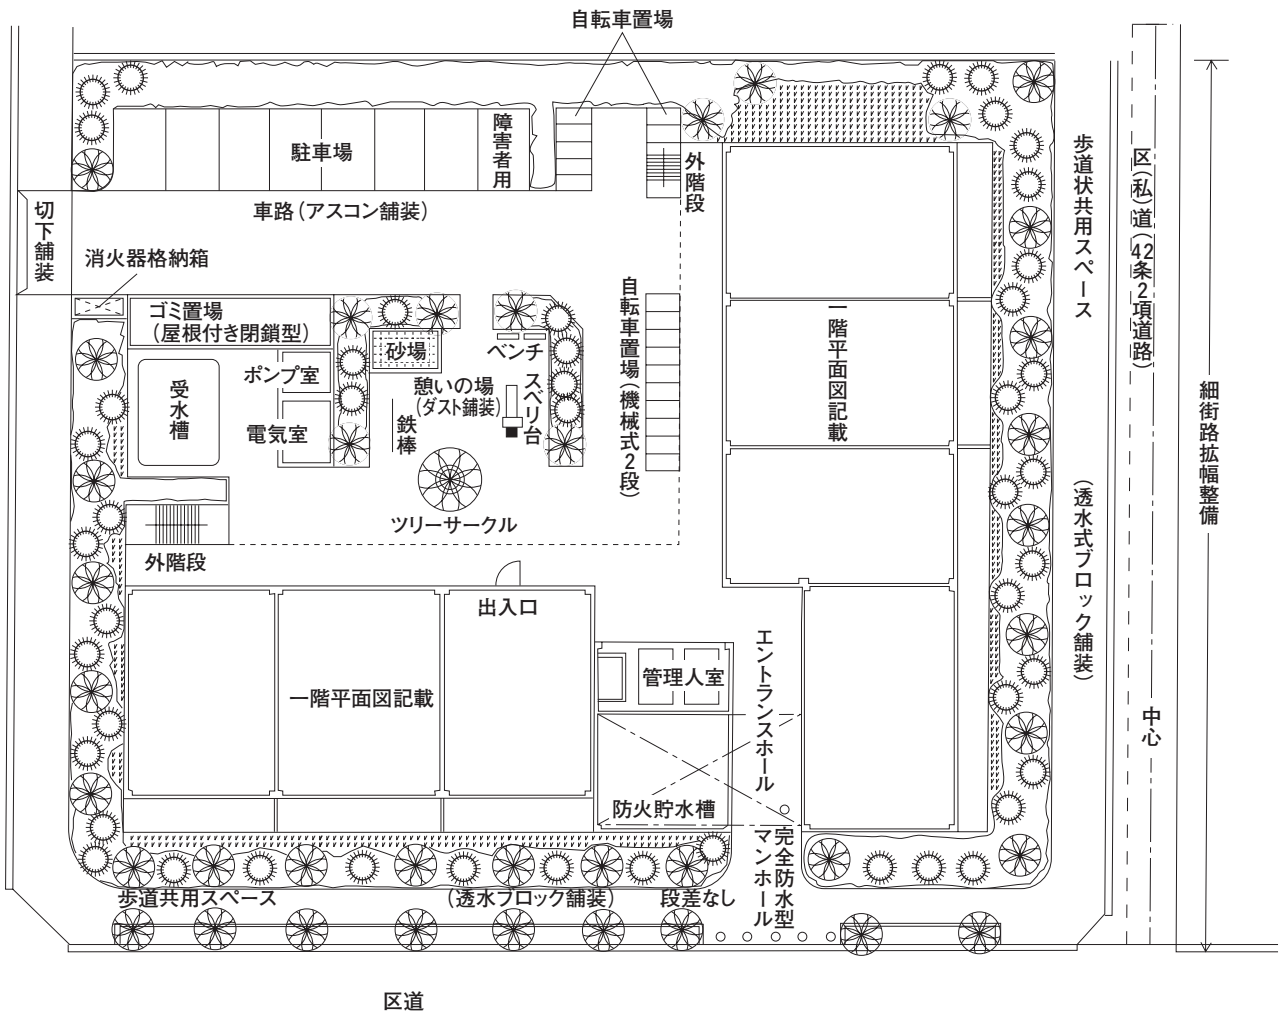 自転車置場
障害者用
駐車場
外階段
車路(アスコン舗装)
切下舗装
消火器格納箱
ゴミ置場
(屋根付き閉鎖型)
砂場
ベンチ
ポンプ室
受水槽
憩いの場
(ダスト舗装)
スベリ台
鉄棒
電気室
自転車置場(機械式2段)
一階平面図記載
ツリーサークル
外階段
出入口
一階平面図記載
管理人室
エントランスホール
防火貯水槽
完全防水型
マンホール
歩道共用スペース
(透水ブロック舗装)
段差なし
歩道状共用スペース
(透水式ブロック舗装)
区(私)道(42条2項道路)
中心
細街路拡幅整備
区道